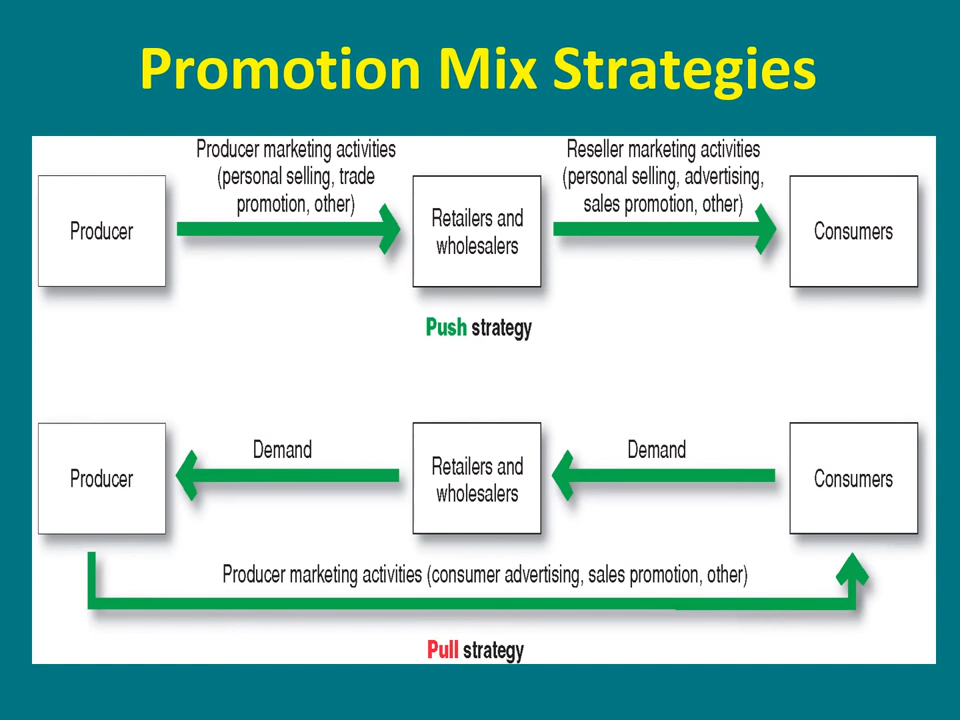 Promotion Mix Strategies
Producer marketing activities
(personal selling, trade
promotion, other)
Reseller marketing activities
(personal selling, advertising,
sales promotion, other)
Producer
Retailers and
wholesalers
Consumers
Push strategy
Producer
Demand
Retailers and
wholesalers
Demand
Consumers
Producer marketing activities (consumer advertising, sales promotion, other)
Pull strategy